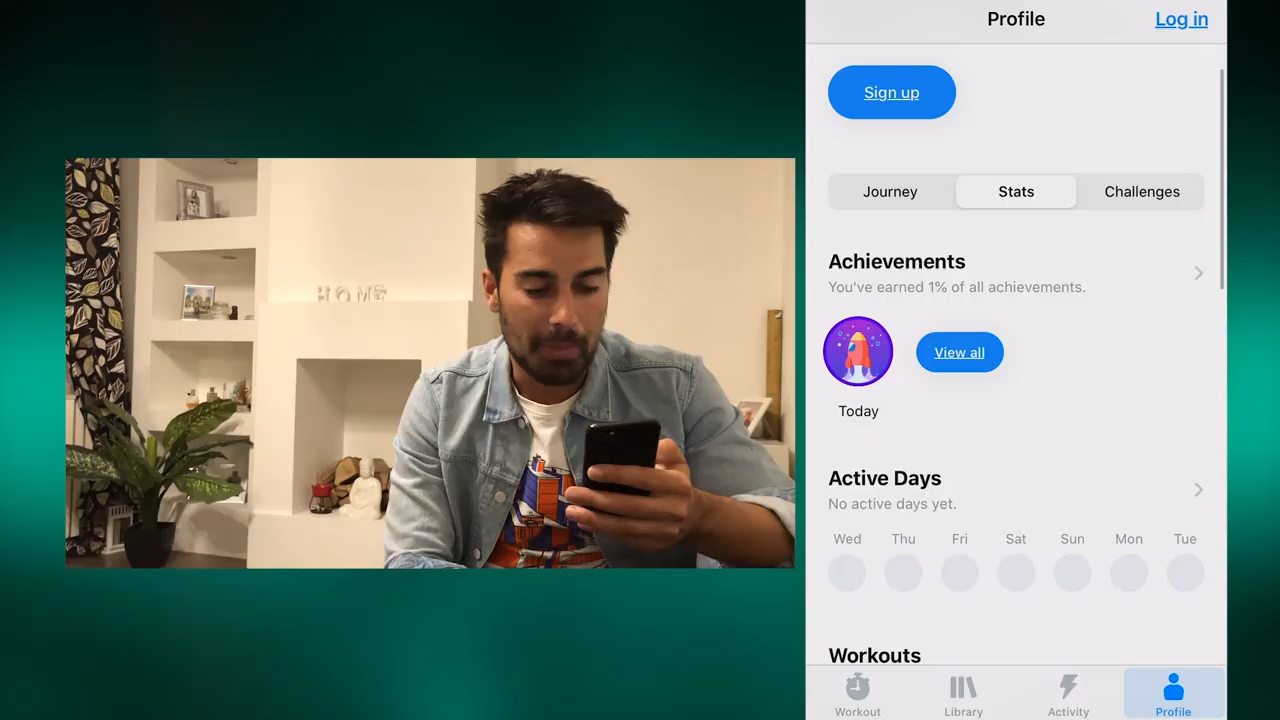 HOME
Profile
Log in
Sign up
Journey
Stats
Challenges
Achievements
You've earned 1% of all achievements.
View all
Today
Active Days
No active days yet.
Wed Thu Fri Sat Sun Mon Tue
Workouts
Workout
Library
Activity
Profile